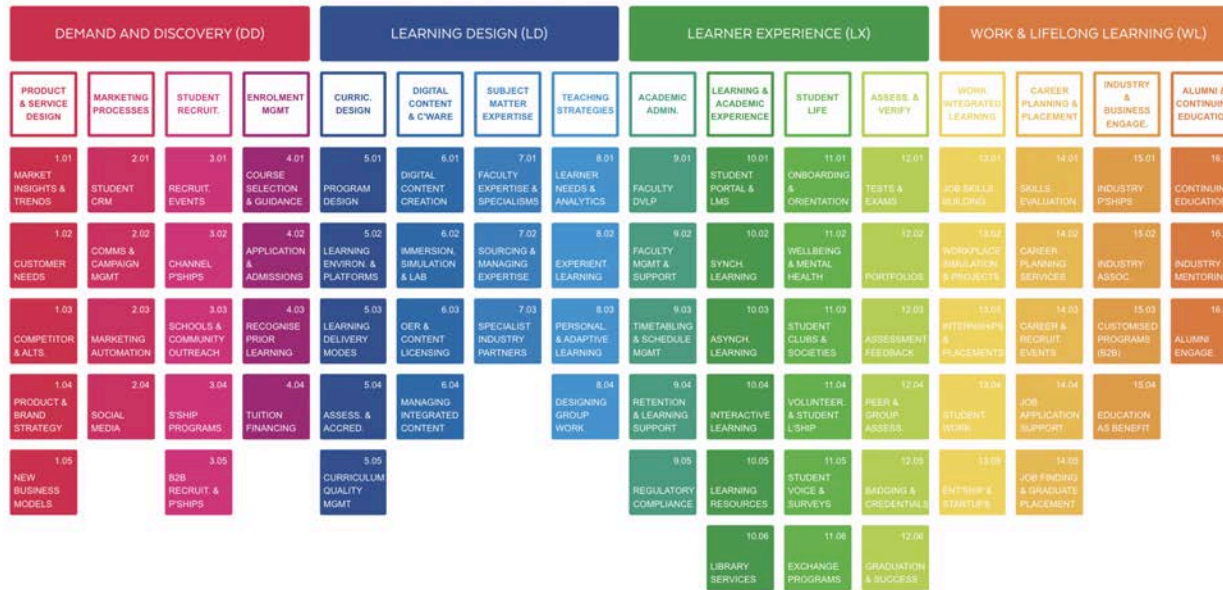 DEMAND AND DISCOVERY (DD)
LEARNING DESIGN (LD)
LEARNER EXPERIENCE (LX)
WORK & LIFELONG LEARNING (WL)
PRODUCT
& SERVICE
DESIGN
MARKETING
PROCESSES
STUDENT
RECRUIT.
ENROLMENT
MGMT
CURRIC.
DESIGN
DIGITAL
CONTENT
& C'WARE
SUBJECT
MATTER
EXPERTISE
TEACHING
STRATEGIES
ACADEMIC
ADMIN.
LEARNING &
ACADEMIC
EXPERIENCE
STUDENT
LIFE
ASSESS. &
VERIFY
WORK
INTEGRATED
LEARNING
CAREER
PLANNING &
PLACEMENT
INDUSTRY
&
BUSINESS
ENGAGE.
ALUMNI &
CONTINUIN
EDUCATIO
1.01
MARKET
INSIGHTS &
TRENDS
2.01
STUDENT
CRM
3.01
RECRUIT.
EVENTS
4.01
COURSE
SELECTION
& GUIDANCE
5.01
PROGRAM
DESIGN
6.01
DIGITAL
CONTENT
CREATION
7.01
FACULTY
EXPERTISE &
SPECIALISMS
8.01
LEARNER
NEEDS &
ANALYTICS
9.01
FACULTY
DVLP
10.01
STUDENT
PORTAL &
LMS
11.01
ONBOARDING
&
ORIENTATION
12.01
TESTS &
EXAMS
13.01
JOB SKILLS
BUILDING
14.01
SKILLS
EVALUATION
15.01
INDUSTRY
P'SHIPS
16.
CONTINUIN
EDUCATION
1.02
CUSTOMER
NEEDS
2.02
COMMS &
CAMPAIGN
MGMT
3.02
CHANNEL
P'SHIPS
4.02
APPLICATION
&
ADMISSIONS
5.02
LEARNING
ENVIRON. &
PLATFORMS
6.02
IMMERSION,
SIMULATION
& LAB
7.02
SOURCING &
MANAGING
EXPERTISE
8.02
EXPERIENT
LEARNING
9.02
FACULTY
MGMT &
SUPPORT
10.02
SYNCH.
LEARNING
11.02
WELLBEING
& MENTAL
HEALTH
12.02
PORTFOLIOS
13.02
WORKPLACE
SIMULATION
& PROJECTS
14.02
CAREER
PLANNING
SERVICES
15.02
INDUSTRY
ASSOC.
16.
INDUSTRY
MENTORIN
1.03
COMPETITOR
& ALTS.
2.03
MARKETING
AUTOMATION
3.03
SCHOOLS &
COMMUNITY
OUTREACH
4.03
RECOGNISE
PRIOR
LEARNING
5.03
LEARNING
DELIVERY
MODES
6.03
OER &
CONTENT
LICENSING
7.03
SPECIALIST
INDUSTRY
PARTNERS
8.03
PERSONAL
& ADAPTIVE
LEARNING
9.03
TIMETABLING
& SCHEDULE
MGMT
10.03
ASYNCH.
LEARNING
11.03
STUDENT
CLUBS &
SOCIETIES
12.03
ASSESSMENT
FEEDBACK
13.03
INTERNSHIPS
&
PLACEMENTS
14.03
CAREER &
RECRUIT.
EVENTS
15.03
CUSTOMISED
PROGRAMS
(B2B)
16.
ALUMNI
ENGAGE.
1.04
PRODUCT &
BRAND
STRATEGY
2.04
SOCIAL
MEDIA
3.04
S'SHIP
PROGRAMS
4.04
TUITION
FINANCING
5.04
ASSESS. &
ACCRED.
6.04
MANAGING
INTEGRATED
CONTENT
8.04
DESIGNING
GROUP
WORK
9.04
RETENTION
& LEARNING
SUPPORT
10.04
INTERACTIVE
LEARNING
11.04
VOLUNTEER.
& STUDENT
L'SHIP
12.04
PEER &
GROUP
ASSESS.
13.04
STUDENT
WORK
14.04
JOB
APPLICATION
SUPPORT
15.04
EDUCATION
AS BENEFIT
1.05
NEW
BUSINESS
MODELS
3.05
B2B
RECRUIT. &
P'SHIPS
5.05
CURRICULUM
QUALITY
MGMT
9.05
REGULATORY
COMPLIANCE
10.05
LEARNING
RESOURCES
11.05
STUDENT
VOICE &
SURVEYS
12.05
BADGING &
CREDENTIALS
13.05
ENT'SHIP &
STARTUPS
14.05
JOB FINDING
& GRADUATE
PLACEMENT
10.06
LIBRARY
SERVICES
11.06
EXCHANGE
PROGRAMS
12.06
GRADUATION
& SUCCESS